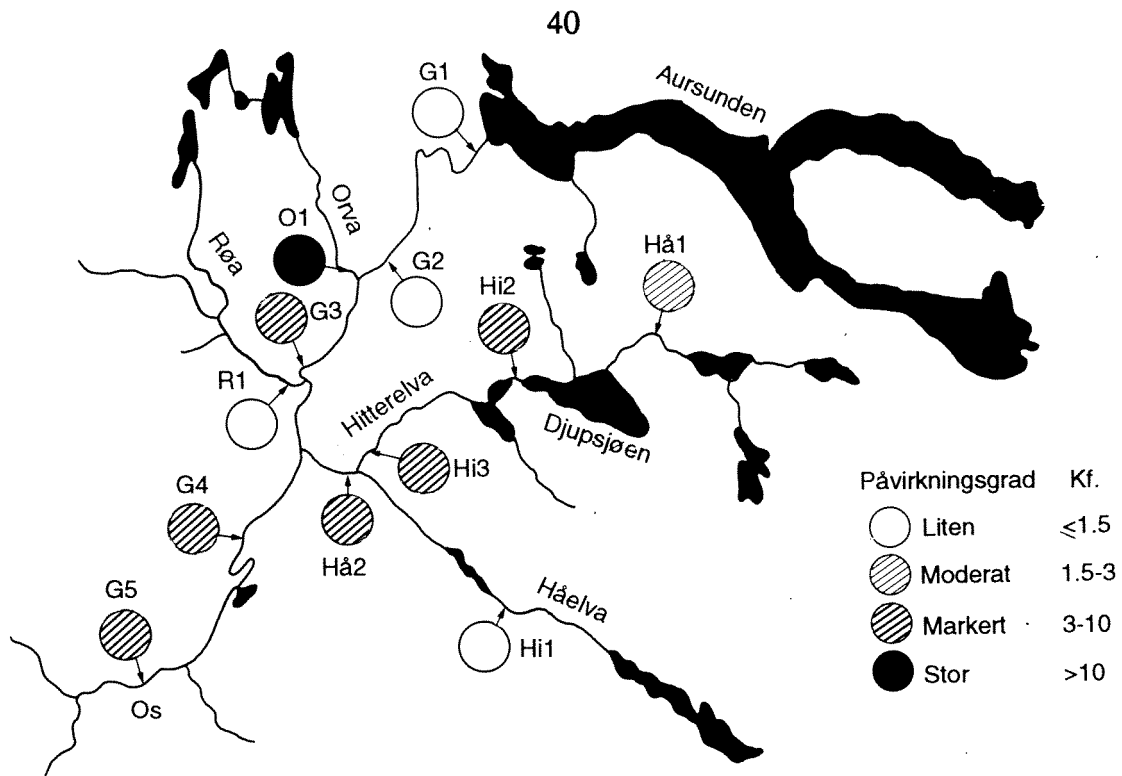 40
G1
Aursunden
Orva
O1
Røa
G2
Hå1
Hi2
G3
R1
Hitterelva
Djupsjøen
Hi3
G4
Hå2
Håelva
G5
Hi1
Os
Påvirkningsgrad Kf.
Liten ≤1.5
Moderat 1.5-3
Markert 3-10
Stor >10